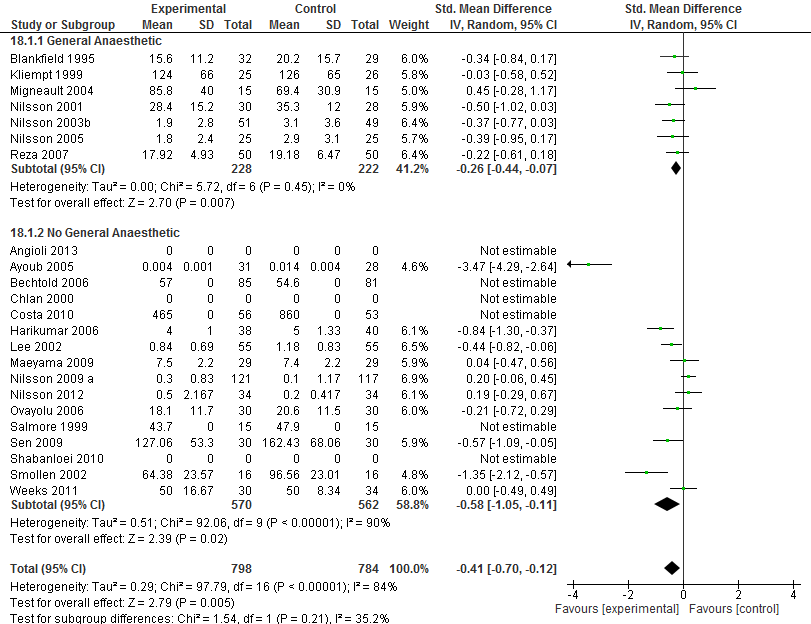 Experimental Control Std. Mean Difference Std. Mean Difference
Study or Subgroup Mean SD Total Mean SD Total Weight IV, Random, 95% CI IV, Random, 95% CI
18.1.1 General Anaesthetic
Blankfield 1995 15.6 11.2 32 20.2 15.7 29 6.0% -0.34 [-0.84, 0.17]
Kliempt 1999 124 66 25 126 65 26 6.0% -0.03 [-0.58, 0.52]
Migneault 2004 85.8 40 15 69.4 30.9 15 5.3% 0.45 [-0.28, 1.17]
Nilsson 2001 28.4 15.2 30 35.3 12 28 6.0% -0.50 [-1.02, 0.03]
Nilsson 2003b 1.9 2.8 51 3.1 3.6 49 6.3% -0.37 [-0.77, 0.03]
Nilsson 2005 1.8 2.4 25 2.9 3.1 25 5.7% -0.39 [-0.95, 0.17]
Reza 2007 17.92 4.93 50 19.18 6.47 50 6.4% -0.22 [-0.61, 0.18]
Subtotal (95% CI) 228 222 41.2% -0.26 [-0.44, -0.07]
Heterogeneity: Tau² = 0.00; Chi² = 5.72, df = 6 (P = 0.45); I² = 0%
Test for overall effect: Z = 2.70 (P = 0.007)
18.1.2 No General Anaesthetic
Angioli 2013 0 0 0 0 0 0 Not estimable
Ayoub 2005 0.004 0.001 31 0.014 0.004 28 4.6% -3.47 [-4.29, -2.64]
Bechtold 2006 57 0 85 54.6 0 81 Not estimable
Chlan 2000 0 0 0 0 0 0 Not estimable
Costa 2010 465 0 56 860 0 53 Not estimable
Harikumar 2006 4 1 38 5 1.33 40 6.1% -0.84 [-1.30, -0.37]
Lee 2002 0.84 0.69 55 1.18 0.83 55 6.5% -0.44 [-0.82, -0.06]
Maeyama 2009 7.5 2.2 29 7.4 2.2 29 6.0% 0.04 [-0.47, 0.56]
Nilsson 2009 a 0.3 0.83 121 0.1 1.17 117 6.8% 0.20 [-0.06, 0.45]
Nilsson 2012 0.5 2.167 34 0.2 0.417 34 6.1% 0.19 [-0.29, 0.67]
Ovayolu 2006 18.1 11.7 30 20.6 11.5 30 6.0% -0.21 [-0.72, 0.29]
Salmore 1999 43.7 0 15 47.9 0 15 Not estimable
Sen 2009 127.06 53.3 30 162.43 68.06 30 5.9% -0.57 [-1.09, -0.05]
Shabanloei 2010 0 0 0 0 0 0 Not estimable
Smollen 2002 64.38 23.57 16 96.56 23.01 16 4.8% -1.35 [-2.12, -0.57]
Weeks 2011 50 16.67 30 50 8.34 34 6.0% 0.00 [-0.49, 0.49]
Subtotal (95% CI) 570 562 58.8% -0.58 [-1.05, -0.11]
Heterogeneity: Tau² = 0.51; Chi² = 92.06, df = 9 (P < 0.00001); I² = 90%
Test for overall effect: Z = 2.39 (P = 0.02)
Total (95% CI) 798 784 100.0% -0.41 [-0.70, -0.12]
Heterogeneity: Tau² = 0.29; Chi² = 97.79, df = 16 (P < 0.00001); I² = 84%
Test for overall effect: Z = 2.79 (P = 0.005)
Test for subgroup differences: Chi² = 1.54, df = 1 (P = 0.21), I² = 35.2%
-4 -2 0 2 4
Favours [experimental] Favours [control]